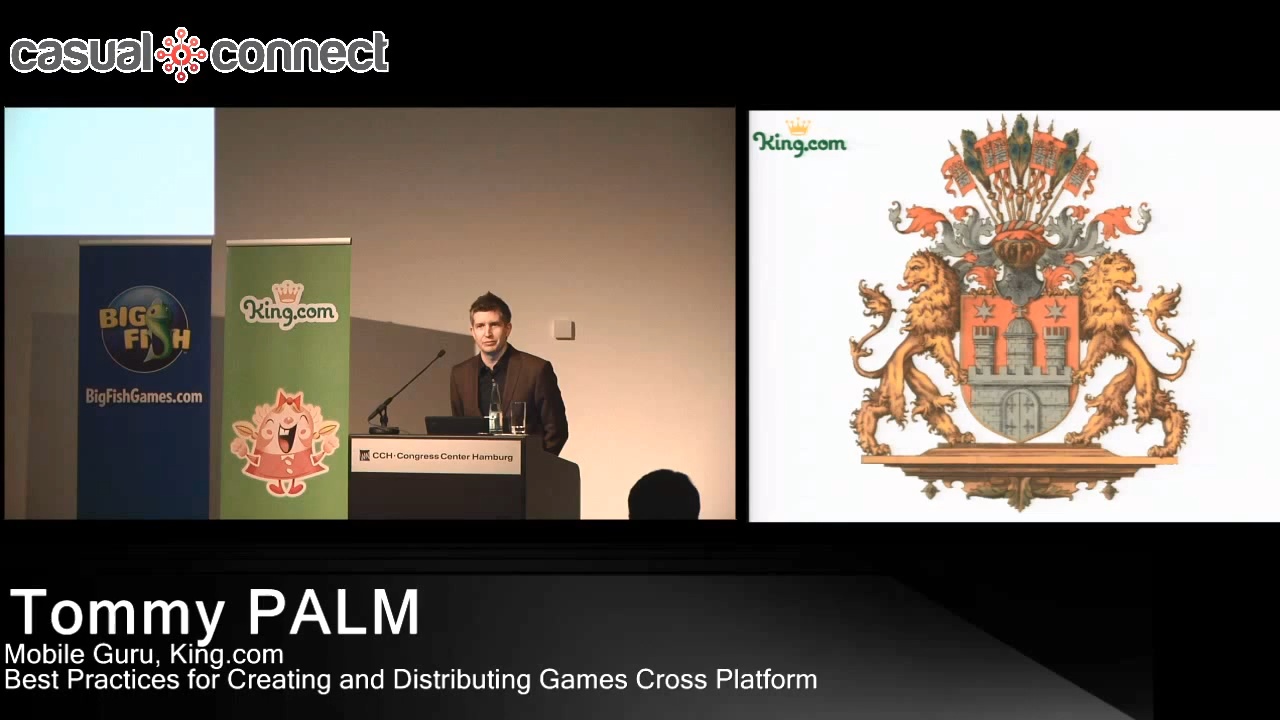 casual connect
King.com
BIG FISH
BigFishGames.com
King.com
CCH · Congress Center Hamburg
Tommy PALM
Mobile Guru, King.com
Best Practices for Creating and Distributing Games Cross Platform